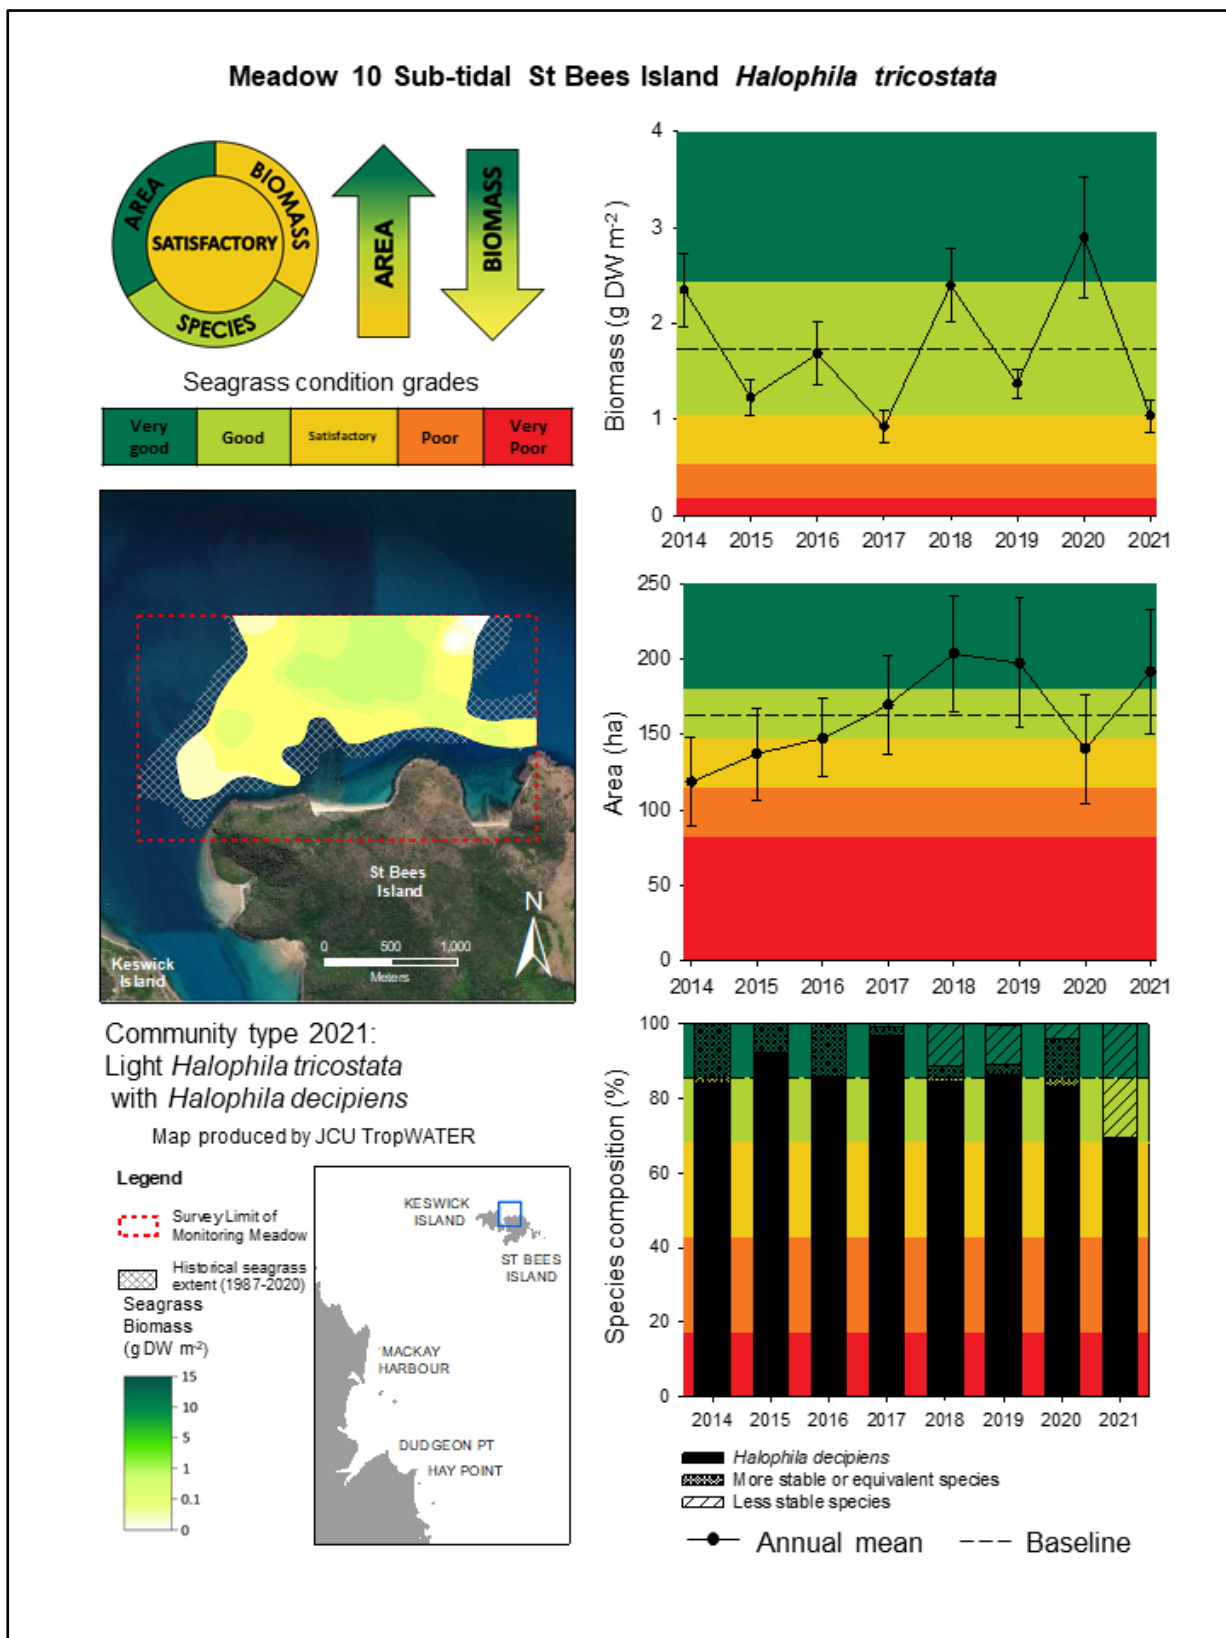 Meadow 10 Sub-tidal St Bees Island Halophila tricostata
AREA
BIOMASS
SPECIES
SATISFACTORY
AREA
BIOMASS
Seagrass condition grades
Very good
Good
Satisfactory
Poor
Very Poor
St Bees
Island
Keswick
Island
N
0 500 1,000
Meters
Community type 2021:
Light Halophila tricostata
with Halophila decipiens
Map produced by JCU TropWATER
Legend
Survey Limit of
Monitoring Meadow
Historical seagrass
extent (1987-2020)
Seagrass
Biomass
(g DW m-2)
15
10
5
1
0.1
0
KESWICK
ISLAND
ST BEES
ISLAND
MACKAY
HARBOUR
DUDGEON PT
HAY POINT
Biomass (g DW m-2)
4
3
2
1
0
2014 2015 2016 2017 2018 2019 2020 2021
Area (ha)
250
200
150
100
50
0
2014 2015 2016 2017 2018 2019 2020 2021
Species composition (%)
100
80
60
40
20
0
2014 2015 2016 2017 2018 2019 2020 2021
Halophila decipiens
More stable or equivalent species
Less stable species
Annual mean
Baseline